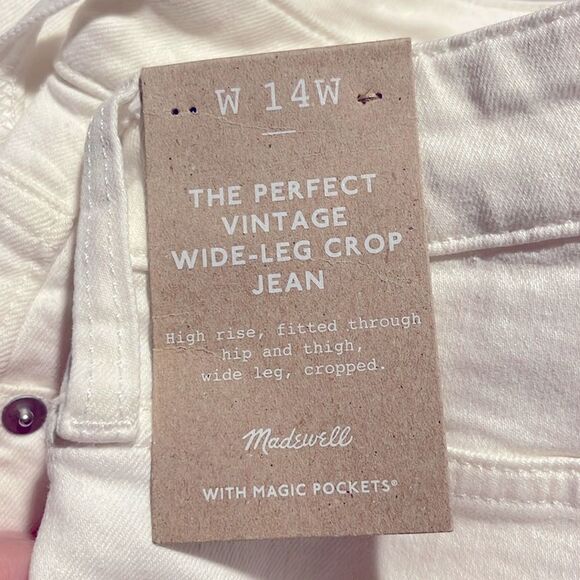 W 14W
THE PERFECT
VINTAGE
WIDE-LEG CROP
JEAN
High rise, fitted through
hip and thigh,
wide leg, cropped.
Madewell
WITH MAGIC POCKETS®